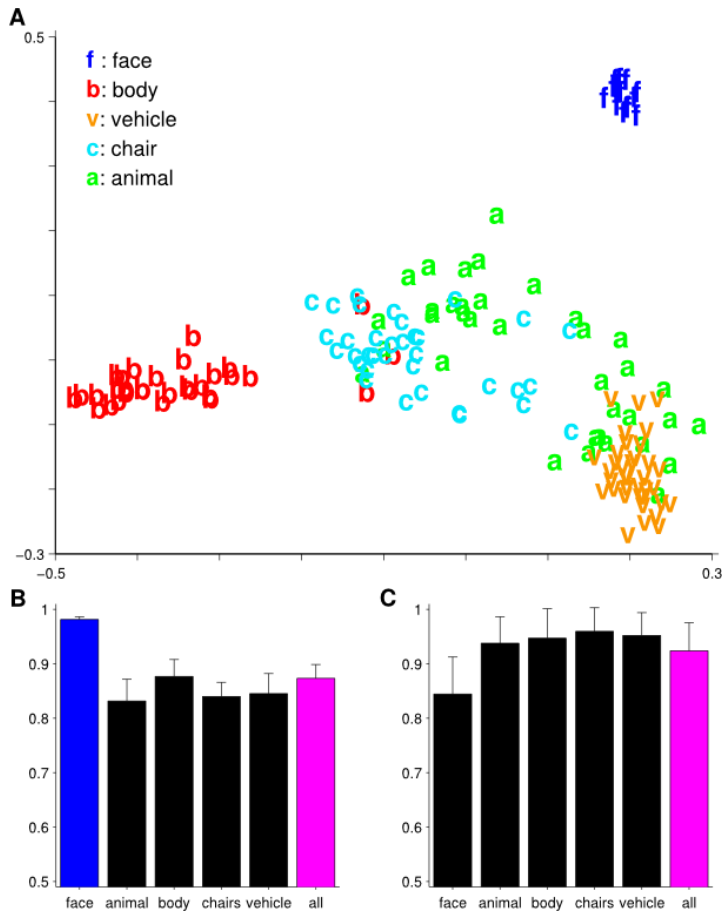 A
0.5
f : face
b: body
v: vehicle
c: chair
a: animal
−0.3
−0.5 0.3
B C
1 1
0.9 0.9
0.8 0.8
0.7 0.7
0.6 0.6
0.5 0.5
face animal body chairs vehicle all face animal body chairs vehicle all